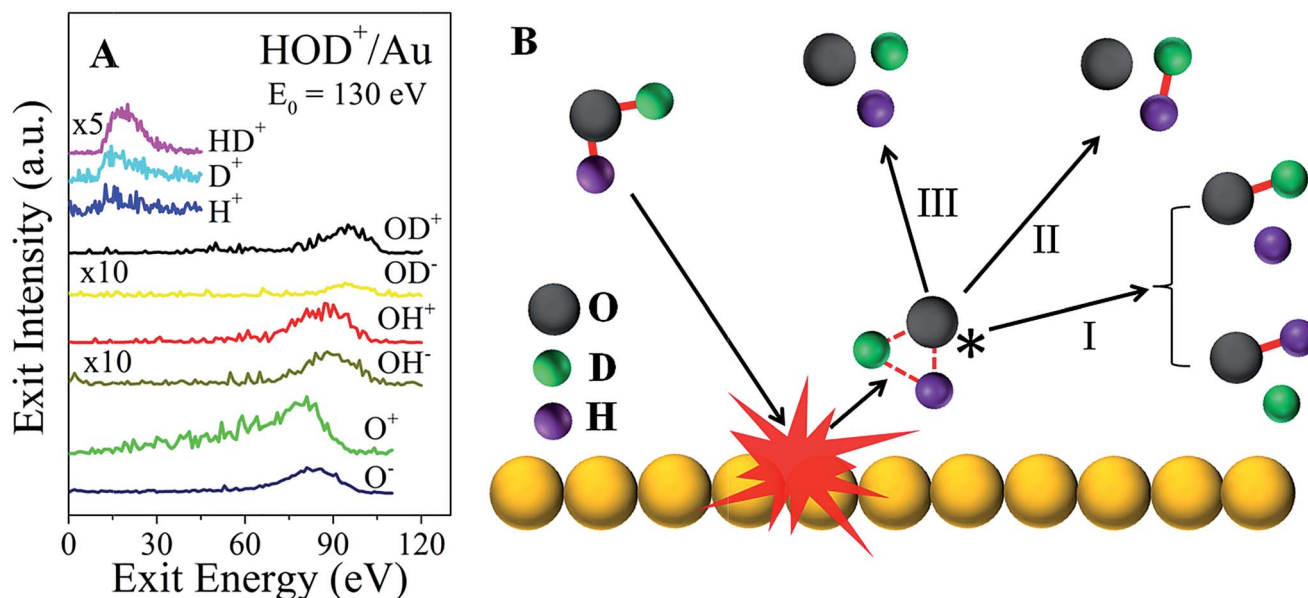 A
HOD⁺/Au
E₀ = 130 eV
x5
HD⁺
D⁺
H⁺
OD⁺
x10
OD⁻
OH⁺
x10
OH⁻
O⁺
O⁻
0 30 60 90 120
Exit Energy (eV)
Exit Intensity (a.u.)
B
III
II
I
*
O
D
H